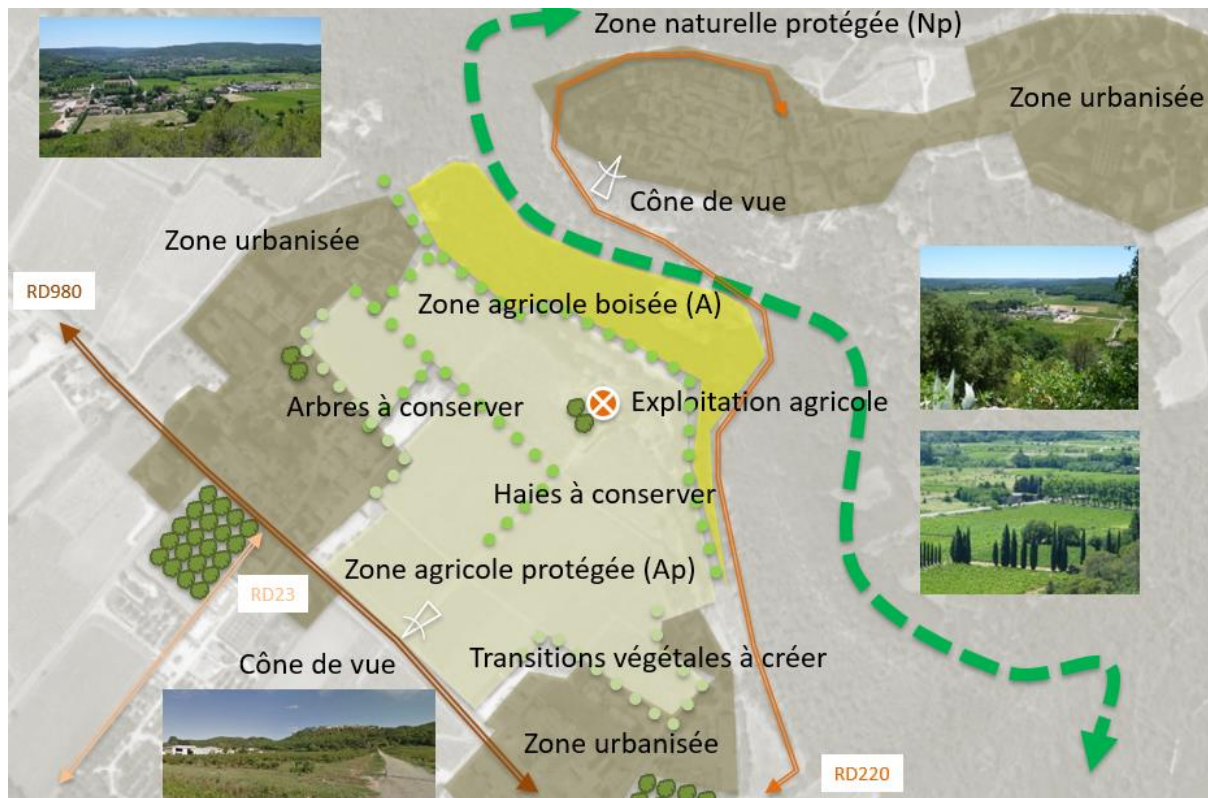 Zone naturelle protégée (Np)
Zone urbanisée
Cône de vue
Zone urbanisée
RD980
Zone agricole boisée (A)
Arbres à conserver
Exploitation agricole
Haies à conserver
Zone agricole protégée (Ap)
RD23
Cône de vue
Transitions végétales à créer
Zone urbanisée
RD220